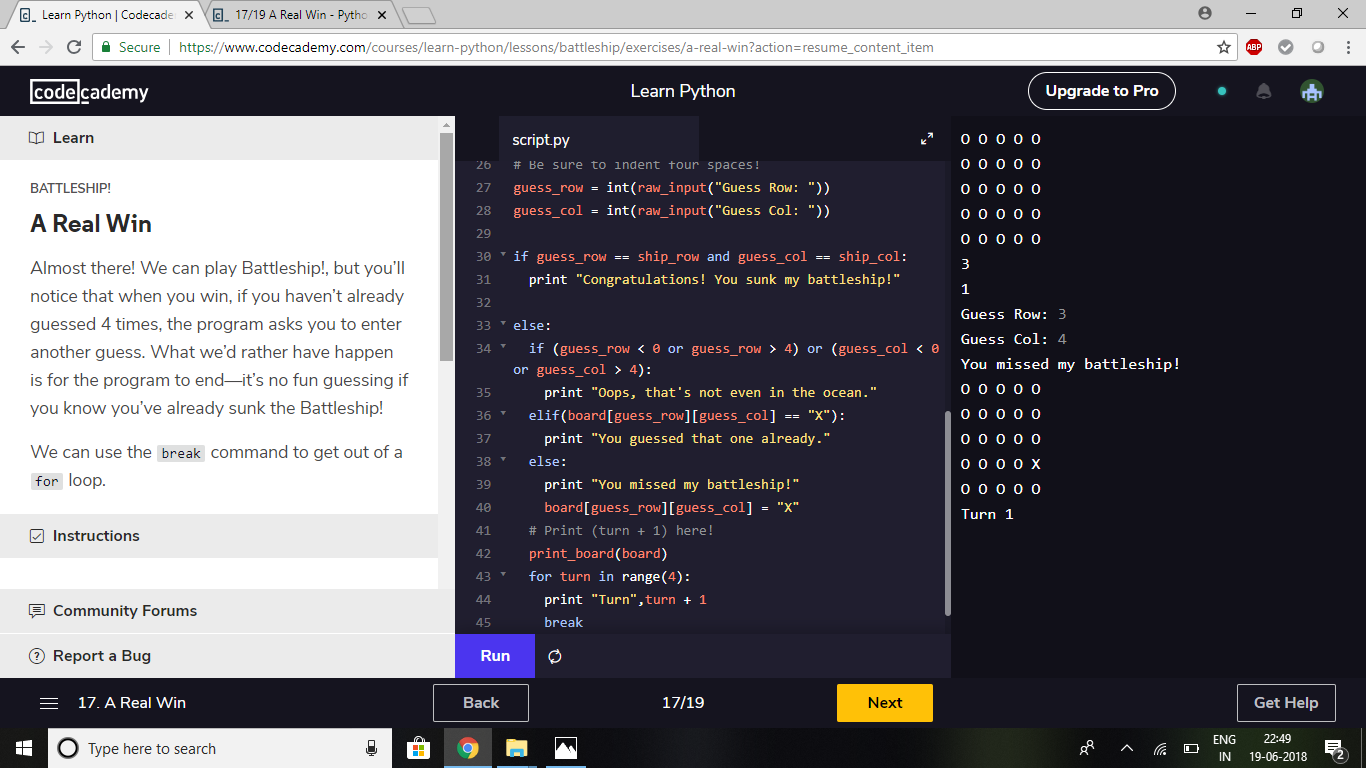 Learn Python | Codecade
17/19 A Real Win - Pytho
Secure
https://www.codecademy.com/courses/learn-python/lessons/battleship/exercises/a-real-win?action=resume_content_item
ABP
codecademy
Learn Python
Upgrade to Pro
Learn
BATTLESHIP!
A Real Win
Almost there! We can play Battleship!, but you'll
notice that when you win, if you haven't already
guessed 4 times, the program asks you to enter
another guess. What we'd rather have happen
is for the program to end—it's no fun guessing if
you know you've already sunk the Battleship!
We can use the break command to get out of a
for loop.
Instructions
Community Forums
Report a Bug
script.py
26 # Be sure to indent four spaces!
27 guess_row = int(raw_input("Guess Row: "))
28 guess_col = int(raw_input("Guess Col: "))
29
30 if guess_row == ship_row and guess_col == ship_col:
31 print "Congratulations! You sunk my battleship!"
32
33 else:
34 if (guess_row < 0 or guess_row > 4) or (guess_col < 0
or guess_col > 4):
35 print "Oops, that's not even in the ocean."
36 elif(board[guess_row][guess_col] == "X"):
37 print "You guessed that one already."
38 else:
39 print "You missed my battleship!"
40 board[guess_row][guess_col] = "X"
41 # Print (turn + 1) here!
42 print_board(board)
43 for turn in range(4):
44 print "Turn",turn + 1
45 break
Run
O O O O O
O O O O O
O O O O O
O O O O O
O O O O O
3
1
Guess Row: 3
Guess Col: 4
You missed my battleship!
O O O O O
O O O O O
O O O O O
O O O O X
O O O O O
Turn 1
17. A Real Win
Back
17/19
Next
Get Help
Type here to search
ENG
IN
22:49
19-06-2018
2